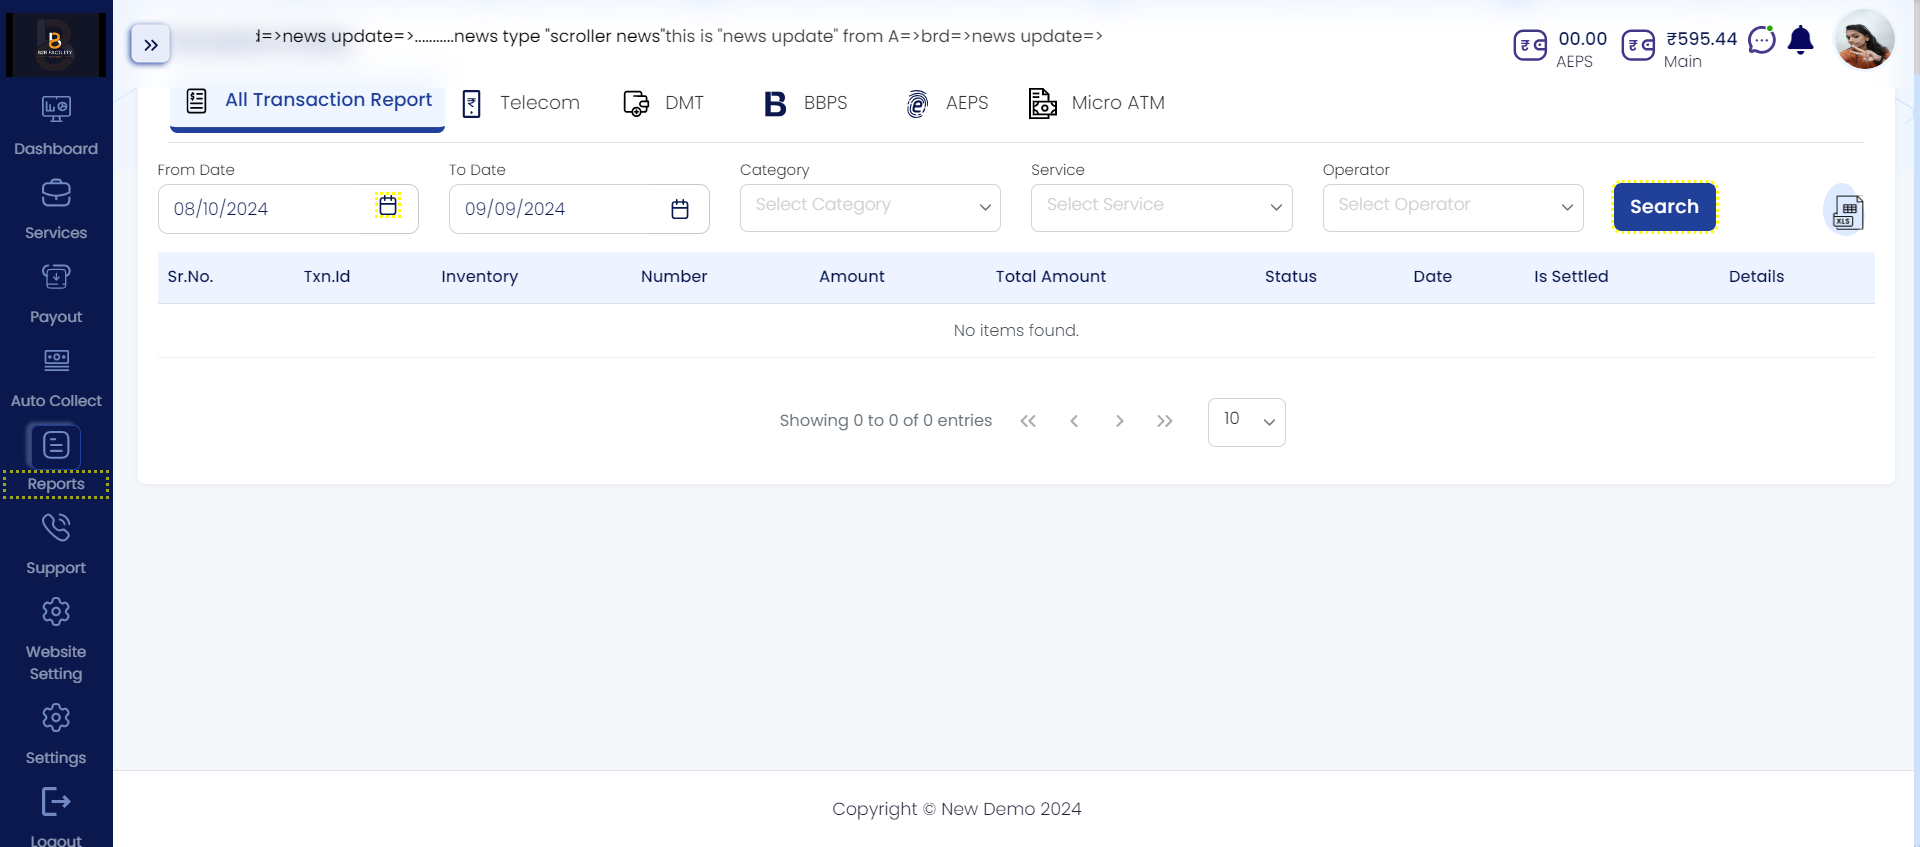 B2B FACILITY
d=>news update=>...........news type "scroller news"this is "news update" from A=>brd=>news update=>
00.00
AEPS
₹595.44
Main
All Transaction Report
Telecom
DMT
BBPS
AEPS
Micro ATM
Dashboard
Services
Payout
Auto Collect
Reports
Support
Website
Setting
Settings
Logout
From Date
To Date
Category
Service
Operator
08/10/2024
09/09/2024
Select Category
Select Service
Select Operator
Search
XLS
Sr.No. Txn.Id Inventory Number Amount Total Amount Status Date Is Settled Details
No items found.
Showing 0 to 0 of 0 entries
10
Copyright © New Demo 2024